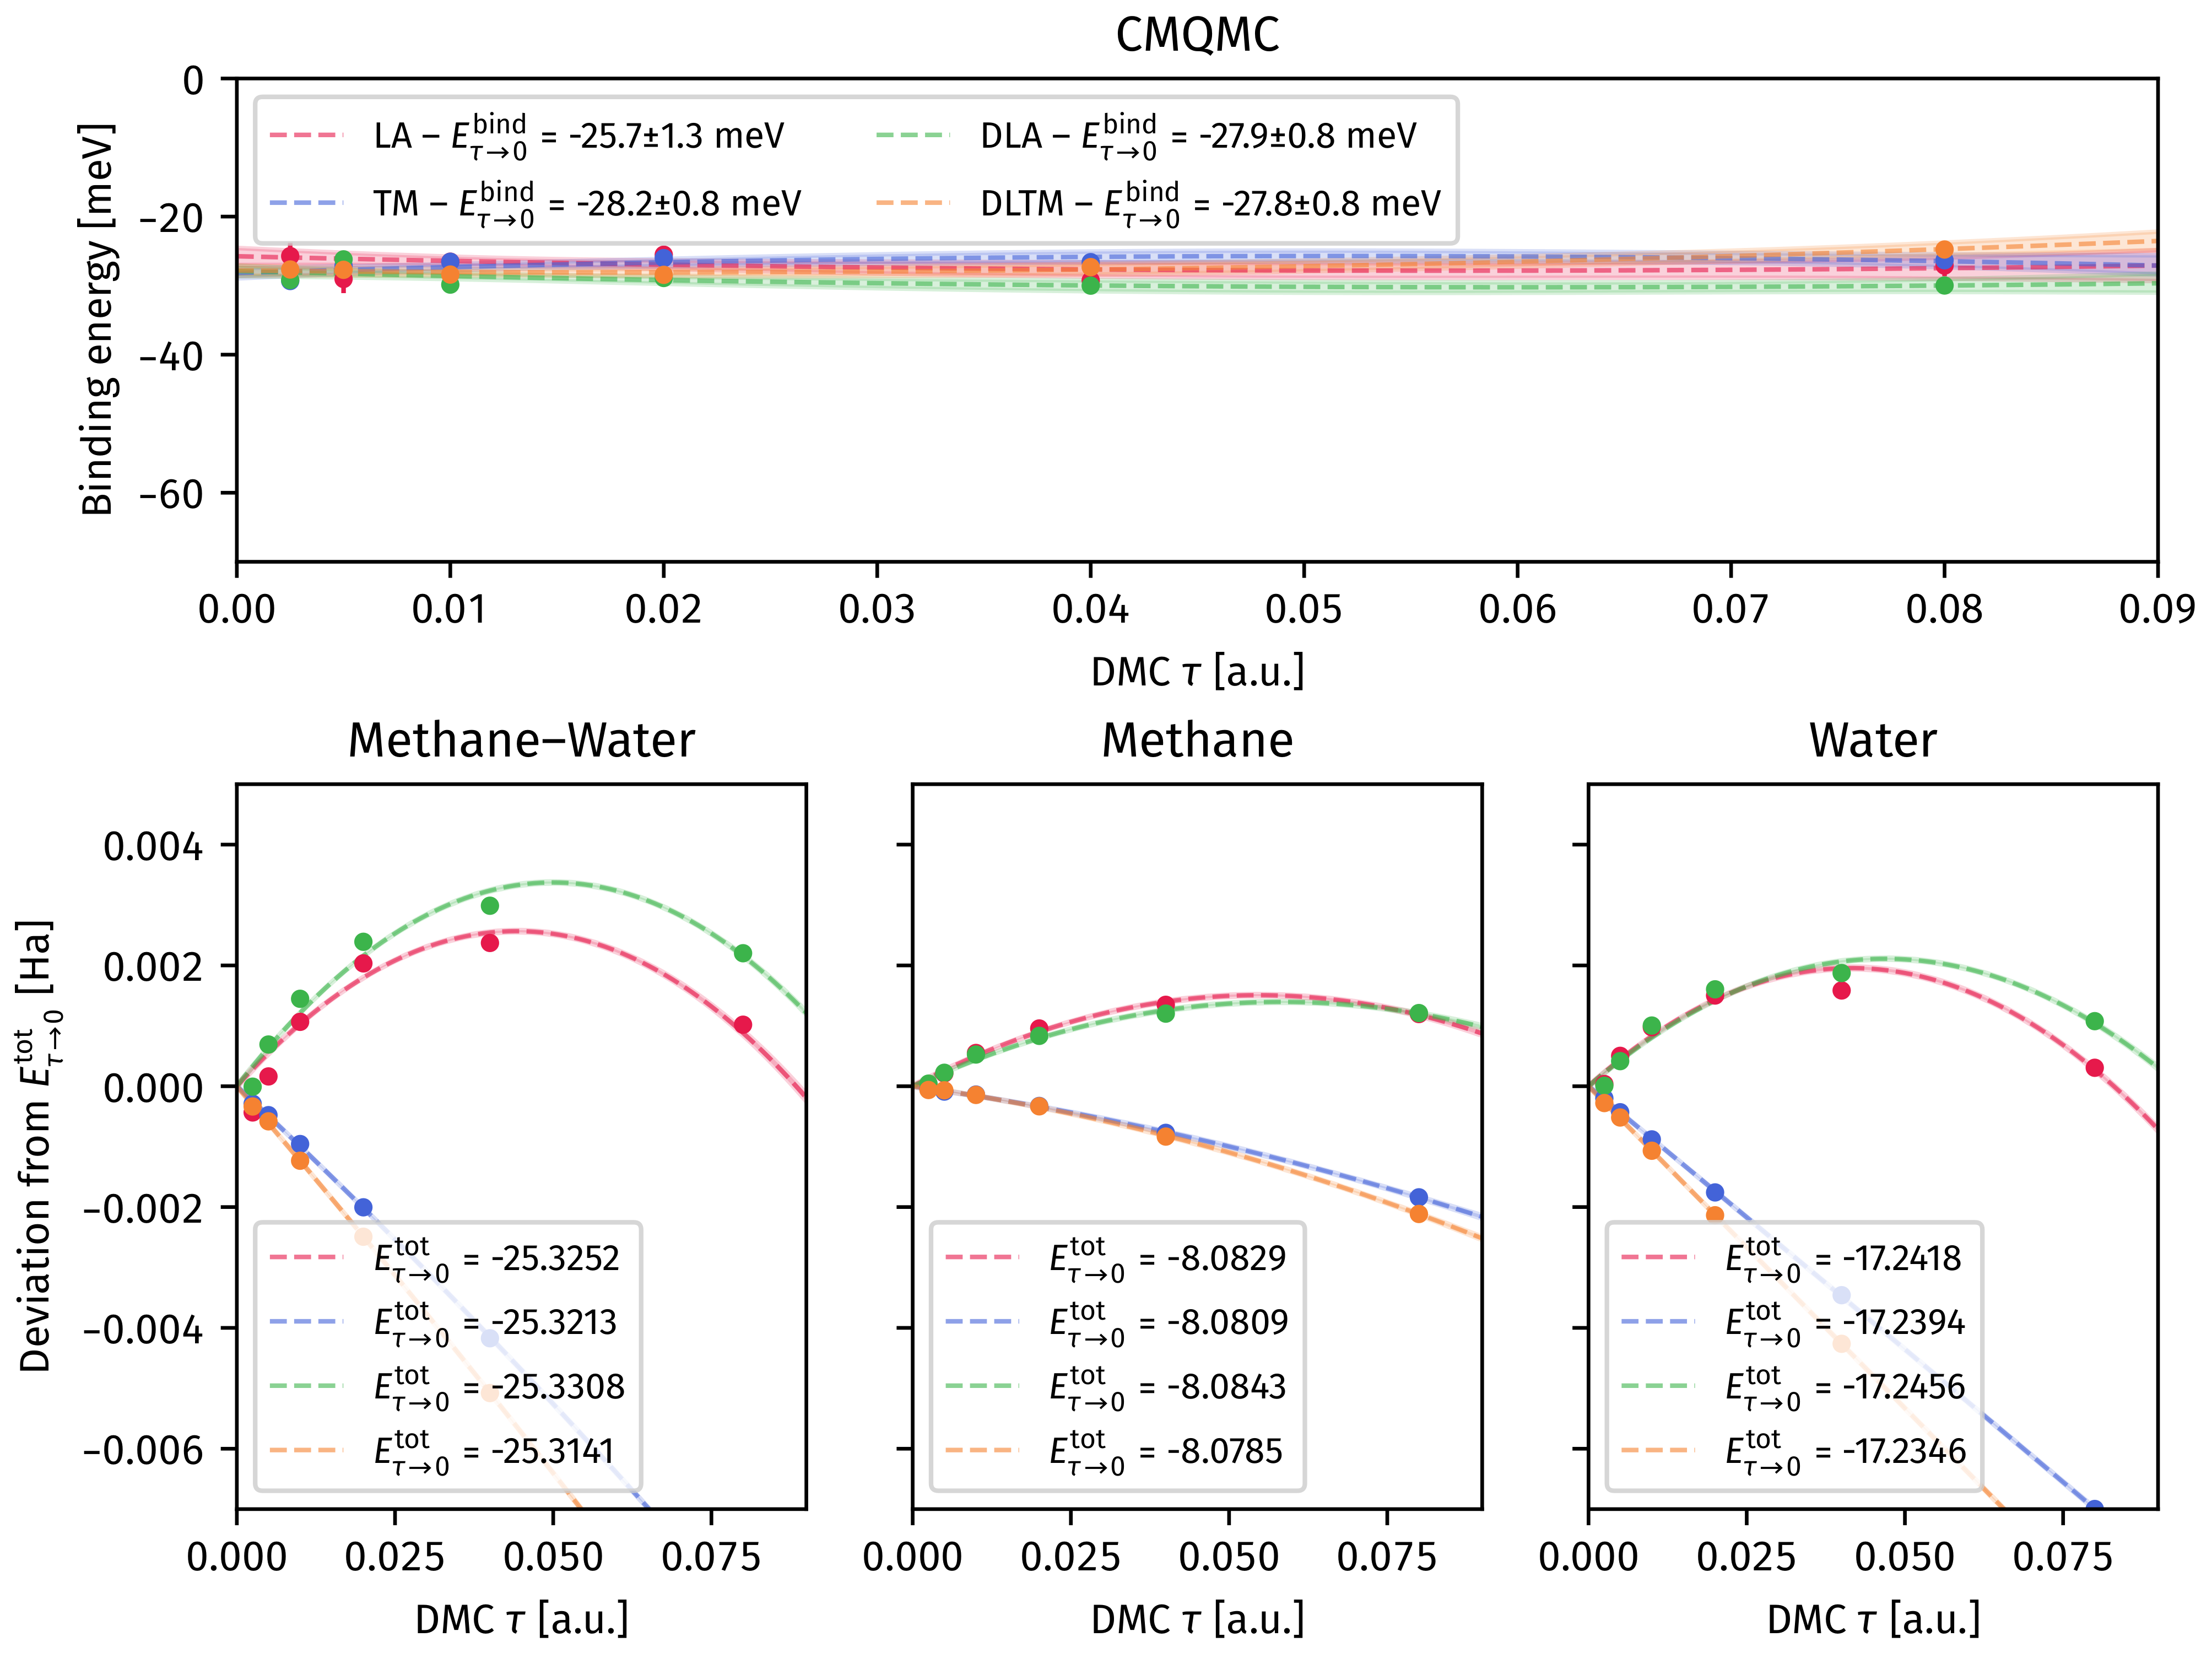 CMQMC
Binding energy [meV]
0
-20
-40
-60
LA – E^bind_τ→0 = -25.7±1.3 meV
TM – E^bind_τ→0 = -28.2±0.8 meV
DLA – E^bind_τ→0 = -27.9±0.8 meV
DLTM – E^bind_τ→0 = -27.8±0.8 meV
0.00 0.01 0.02 0.03 0.04 0.05 0.06 0.07 0.08 0.09
DMC τ [a.u.]
Deviation from E^tot_τ→0 [Ha]
Methane–Water
0.004
0.002
0.000
-0.002
-0.004
-0.006
E^tot_τ→0 = -25.3252
E^tot_τ→0 = -25.3213
E^tot_τ→0 = -25.3308
E^tot_τ→0 = -25.3141
0.000 0.025 0.050 0.075
DMC τ [a.u.]
Methane
E^tot_τ→0 = -8.0829
E^tot_τ→0 = -8.0809
E^tot_τ→0 = -8.0843
E^tot_τ→0 = -8.0785
0.000 0.025 0.050 0.075
DMC τ [a.u.]
Water
E^tot_τ→0 = -17.2418
E^tot_τ→0 = -17.2394
E^tot_τ→0 = -17.2456
E^tot_τ→0 = -17.2346
0.000 0.025 0.050 0.075
DMC τ [a.u.]